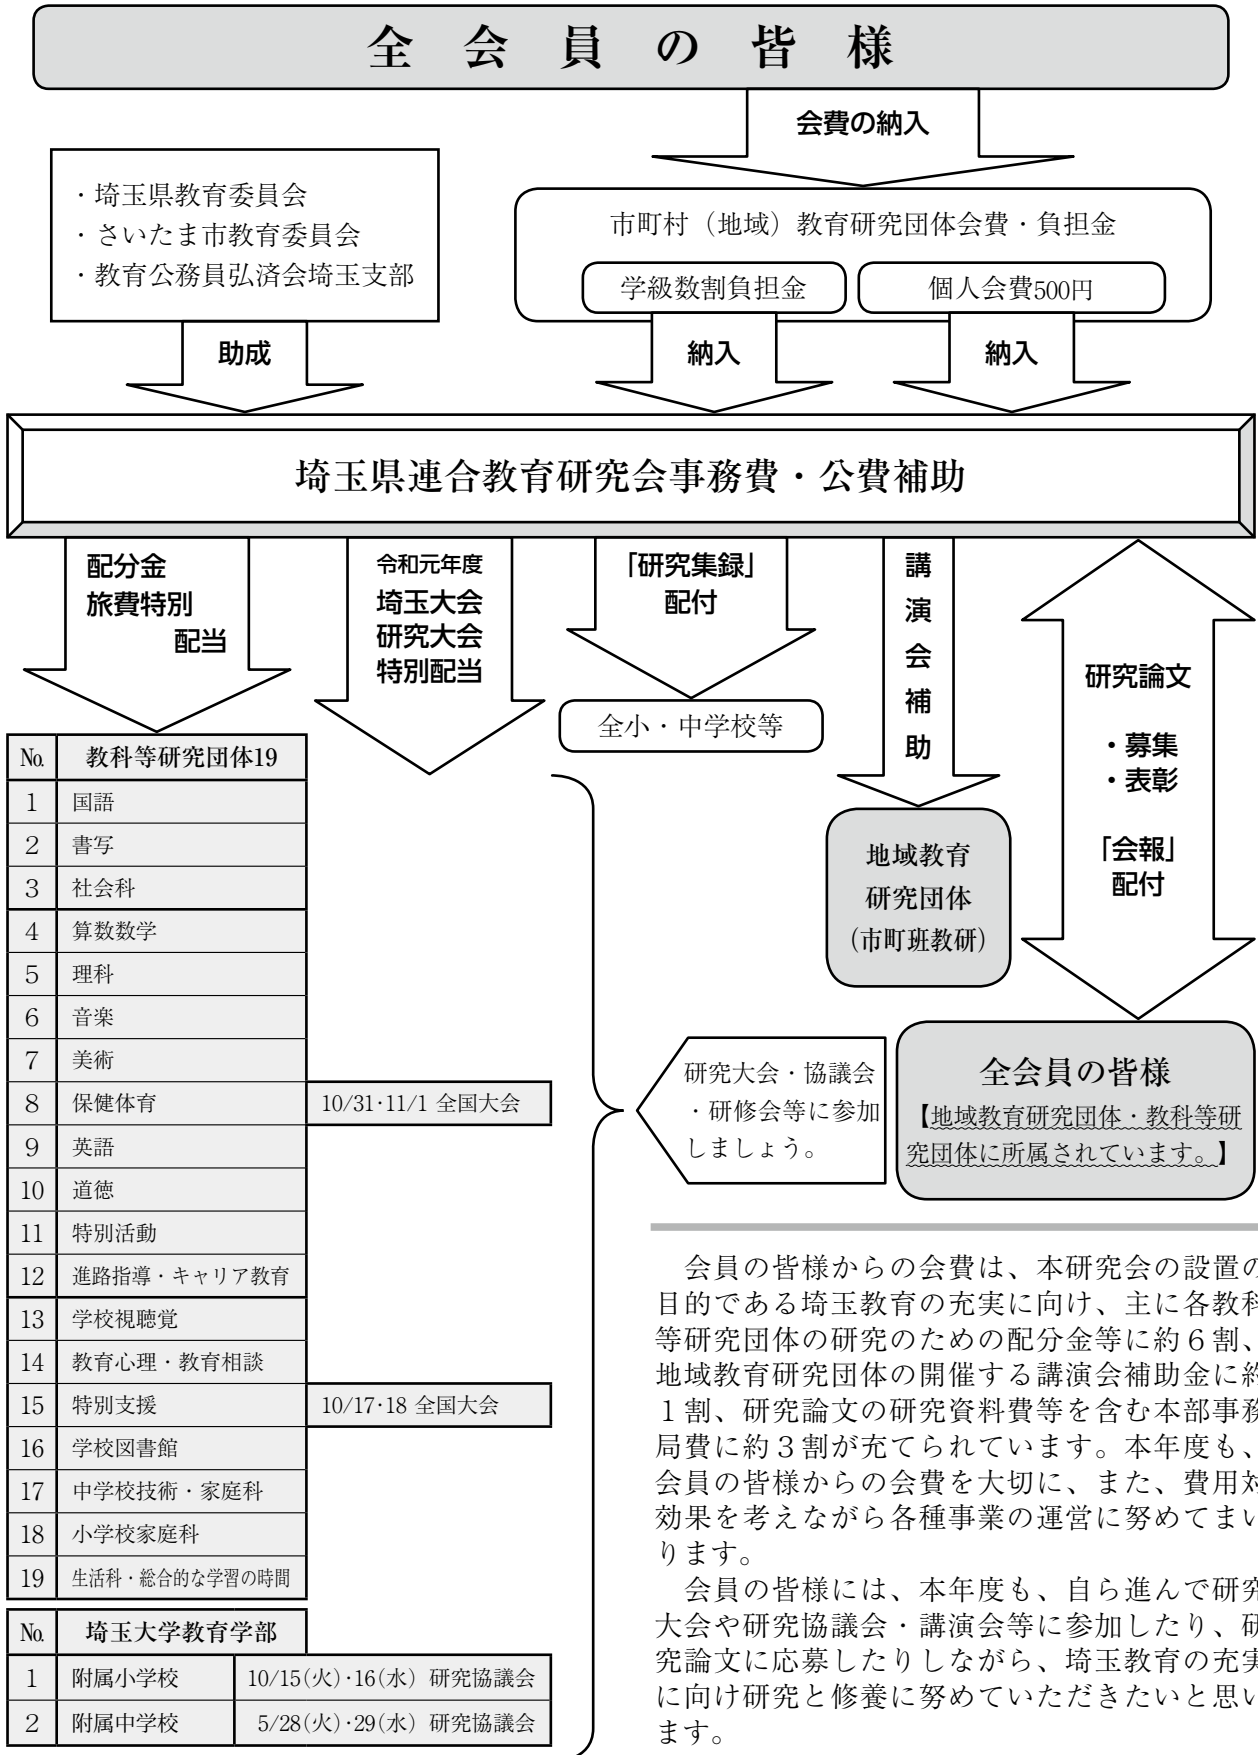 全会員の皆様
会費の納入
・埼玉県教育委員会
・さいたま市教育委員会
・教育公務員弘済会埼玉支部
市町村（地域）教育研究団体会費・負担金
学級数割負担金
個人会費500円
助成
納入
納入
埼玉県連合教育研究会事務費・公費補助
配分金
旅費特別
配当
令和元年度
埼玉大会
研究大会
特別配当
「研究集録」
配付
全小・中学校等
講演会補助
地域教育
研究団体
（市町班教研）
研究論文
・募集
・表彰
「会報」
配付
No. 教科等研究団体19
1 国語
2 書写
3 社会科
4 算数数学
5 理科
6 音楽
7 美術
8 保健体育 10/31・11/1 全国大会
9 英語
10 道徳
11 特別活動
12 進路指導・キャリア教育
13 学校視聴覚
14 教育心理・教育相談
15 特別支援 10/17・18 全国大会
16 学校図書館
17 中学校技術・家庭科
18 小学校家庭科
19 生活科・総合的な学習の時間
No. 埼玉大学教育学部
1 附属小学校 10/15(火)・16(水) 研究協議会
2 附属中学校 5/28(火)・29(水) 研究協議会
研究大会・協議会
・研修会等に参加
しましょう。
全会員の皆様
【地域教育研究団体・教科等研
究団体に所属されています。】
会員の皆様からの会費は、本研究会の設置の
目的である埼玉教育の充実に向け、主に各教科
等研究団体の研究のための配分金等に約６割、
地域教育研究団体の開催する講演会補助金に約
１割、研究論文の研究資料費等を含む本部事務
局費に約３割が充てられています。本年度も、
会員の皆様からの会費を大切に、また、費用対
効果を考えながら各種事業の運営に努めてまい
ります。
会員の皆様には、本年度も、自ら進んで研究
大会や研究協議会・講演会等に参加したり、研
究論文に応募したりしながら、埼玉教育の充実
に向け研究と修養に努めていただきたいと思い
ます。